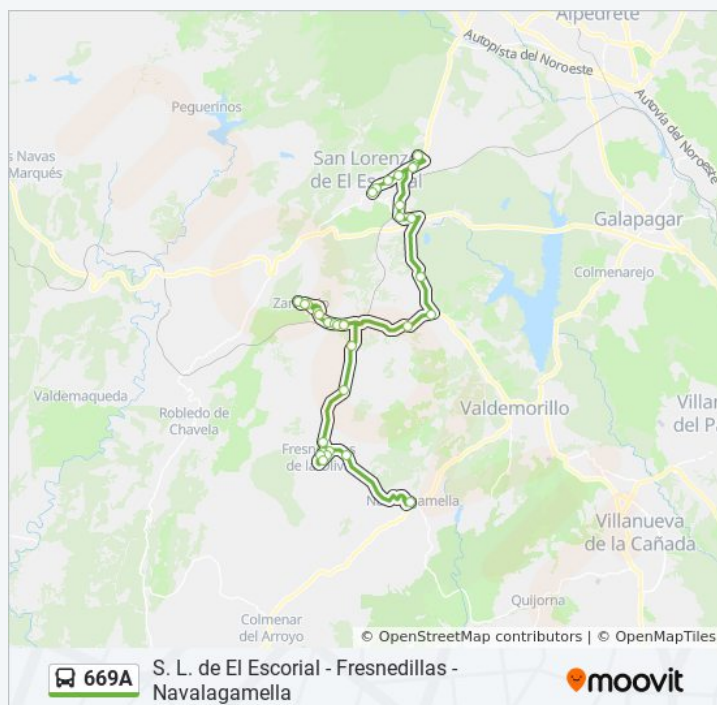 Alpedrete
Autopista del Noroeste
Autovía del Noroeste
Peguerinos
s Navas
Marqués
San Lorenzo
de El Escorial
Galapagar
Colmenarejo
Valdemaqueda
Robledo de
Chavela
Valdemorillo
Villan
del Pa
Villanueva
de la Cañada
Quijorna
Colmenar
del Arroyo
© OpenStreetMap contributors | © OpenMapTiles
669A
S. L. de El Escorial - Fresnedillas -
Navalagamella
moovit